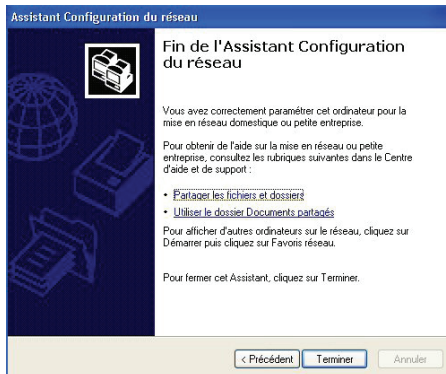 Assistant Configuration du réseau
Fin de l'Assistant Configuration
du réseau
Vous avez correctement paramétré cet ordinateur pour la
mise en réseau domestique ou petite entreprise.
Pour obtenir de l'aide sur la mise en réseau ou petite
entreprise, consultez les rubriques suivantes dans le Centre
d'aide et de support :
• Partager les fichiers et dossiers
• Utiliser le dossier Documents partagés
Pour afficher d'autres ordinateurs sur le réseau, cliquez sur
Démarrer puis cliquez sur Favoris réseau.
Pour fermer cet Assistant, cliquez sur Terminer.
< Précédent
Terminer
Annuler